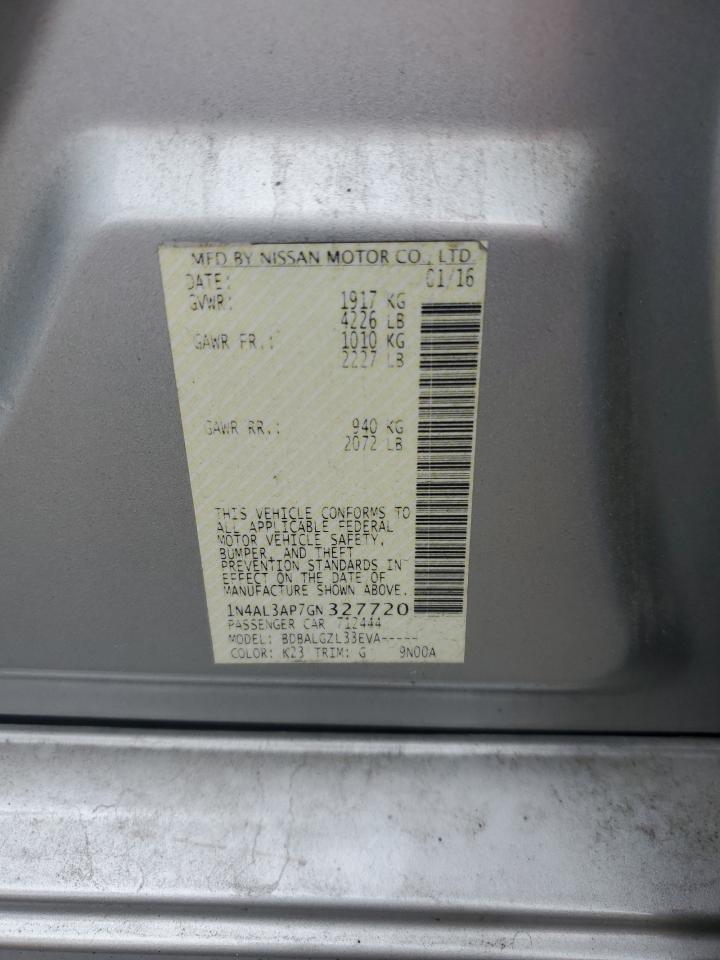 MFD BY NISSAN MOTOR CO., LTD
DATE: 01/16
GVWR: 1917 KG
4226 LB
GAWR FR.: 1010 KG
2227 LB
GAWR RR.: 940 KG
2072 LB
THIS VEHICLE CONFORMS TO
ALL APPLICABLE FEDERAL
MOTOR VEHICLE SAFETY,
BUMPER, AND THEFT
PREVENTION STANDARDS IN
EFFECT ON THE DATE OF
MANUFACTURE SHOWN ABOVE.
1N4AL3AP7GN327720
PASSENGER CAR 712444
MODEL: BDBALGZL33EVA-----
COLOR: K23 TRIM: G 9N00A